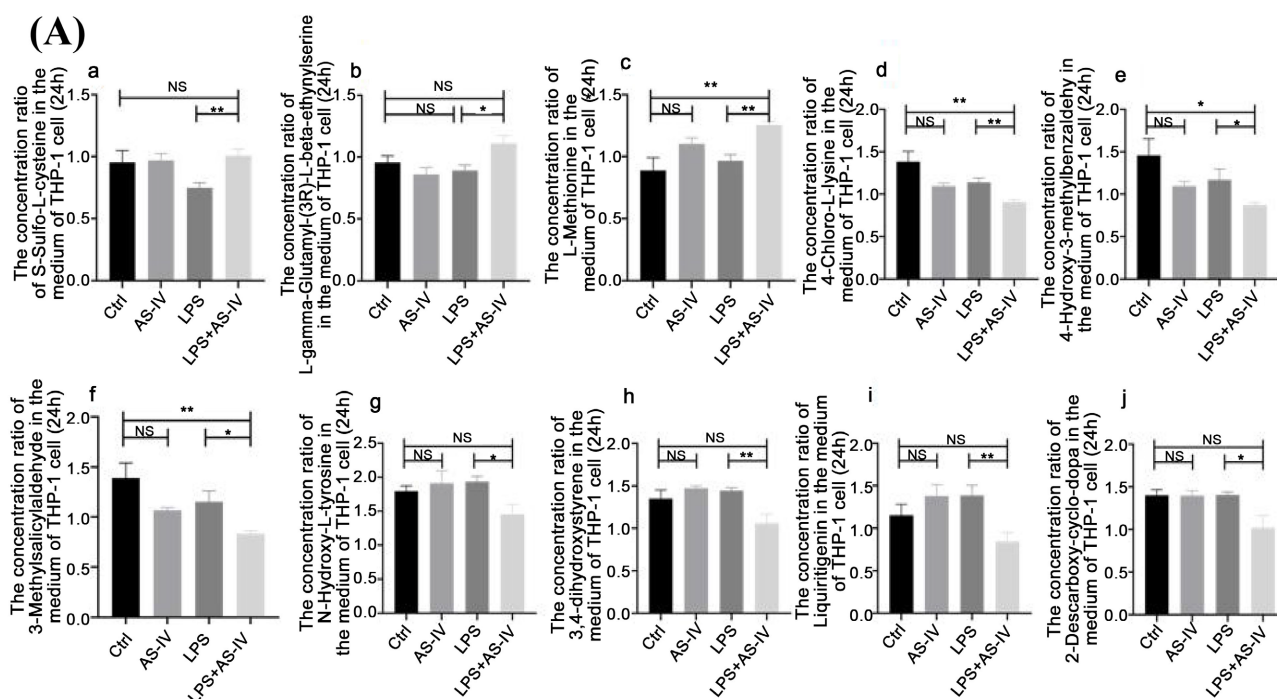 (A)
a
The concentration ratio
of S-Sulfo-L-cysteine in the
medium of THP-1 cell (24h)
NS
**
1.5
1.0
0.5
0.0
Ctrl
AS-IV
LPS
LPS+AS-IV
b
The concentration ratio of
L-gamma-Glutamyl-(3R)-L-beta-ethynylserine
in the medium of THP-1 cell (24h)
NS
NS
*
1.5
1.0
0.5
0.0
Ctrl
AS-IV
LPS
LPS+AS-IV
c
The concentration ratio of
L-Methionine in the
medium of THP-1 cell (24h)
**
NS
**
1.5
1.0
0.5
0.0
Ctrl
AS-IV
LPS
LPS+AS-IV
d
The concentration ratio of
4-Chloro-L-lysine in the
medium of THP-1 cell (24h)
**
NS
**
2.0
1.5
1.0
0.5
0.0
Ctrl
AS-IV
LPS
LPS+AS-IV
e
The concentration ratio of
4-Hydroxy-3-methylbenzaldehy in
the medium of THP-1 cell (24h)
*
NS
*
2.0
1.5
1.0
0.5
0.0
Ctrl
AS-IV
LPS
LPS+AS-IV
f
The concentration ratio of
3-Methylsalicylaldehyde in the
medium of THP-1 cell (24h)
**
NS
*
2.0
1.5
1.0
0.5
0.0
Ctrl
AS-IV
LPS
LPS+AS-IV
g
The concentration ratio of
N-Hydroxy-L-tyrosine in
the medium of THP-1 cell (24h)
NS
NS
*
2.5
2.0
1.5
1.0
0.5
0.0
Ctrl
AS-IV
LPS
LPS+AS-IV
h
The concentration ratio of
3,4-dihydroxystyrene in the
medium of THP-1 cell (24h)
NS
NS
**
2.0
1.5
1.0
0.5
0.0
Ctrl
AS-IV
LPS
LPS+AS-IV
i
The concentration ratio of
Liquiritigenin in the medium
of THP-1 cell (24h)
NS
NS
**
2.0
1.5
1.0
0.5
0.0
Ctrl
AS-IV
LPS
LPS+AS-IV
j
The concentration ratio of
2-Descarboxy-cyclo-dopa in the
medium of THP-1 cell (24h)
NS
NS
*
2.0
1.5
1.0
0.5
0.0
Ctrl
AS-IV
LPS
LPS+AS-IV